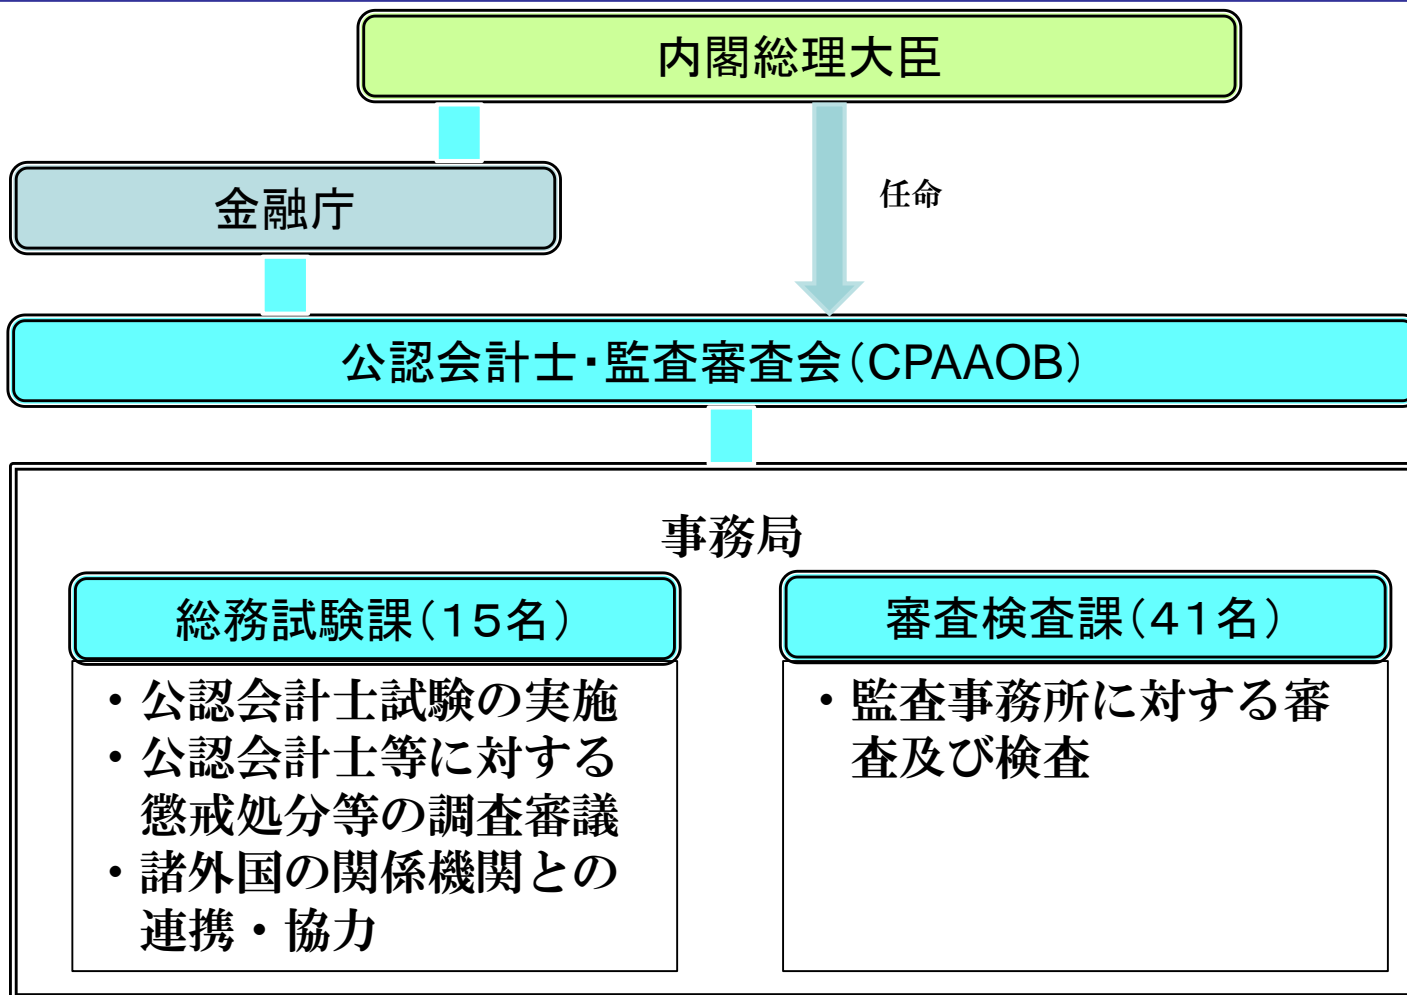 内閣総理大臣
任命
金融庁
公認会計士・監査審査会(CPAAOB)
事務局
総務試験課(15名)
・公認会計士試験の実施
・公認会計士等に対する
懲戒処分等の調査審議
・諸外国の関係機関との
連携・協力
審査検査課(41名)
・監査事務所に対する審
査及び検査